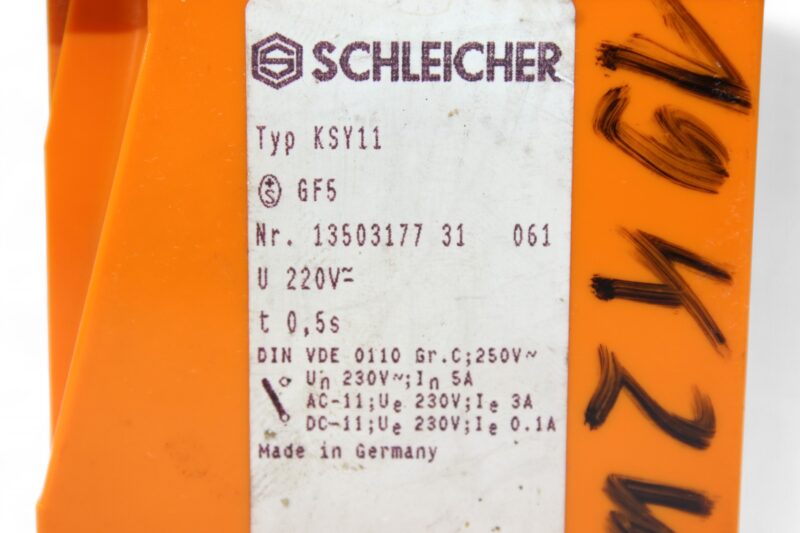 SCHLEICHER
Typ KSY11
GF5
Nr. 13503177 31 061
U 220V≂
t 0,5s
DIN VDE 0110 Gr.C;250V~
Un 230V~;In 5A
AC-11;Ue 230V;Ie 3A
DC-11;Ue 230V;Ie 0.1A
Made in Germany
19K2